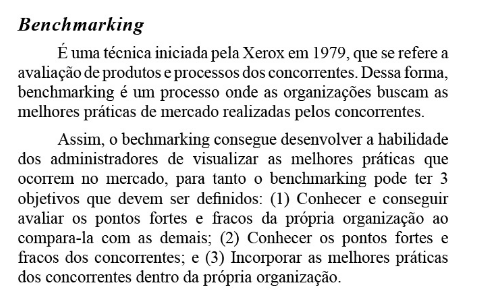 Benchmarking
É uma técnica iniciada pela Xerox em 1979, que se refere a
avaliação de produtos e processos dos concorrentes. Dessa forma,
benchmarking é um processo onde as organizações buscam as
melhores práticas de mercado realizadas pelos concorrentes.
Assim, o bechmarking consegue desenvolver a habilidade
dos administradores de visualizar as melhores práticas que
ocorrem no mercado, para tanto o benchmarking pode ter 3
objetivos que devem ser definidos: (1) Conhecer e conseguir
avaliar os pontos fortes e fracos da própria organização ao
compara-la com as demais; (2) Conhecer os pontos fortes e
fracos dos concorrentes; e (3) Incorporar as melhores práticas
dos concorrentes dentro da própria organização.